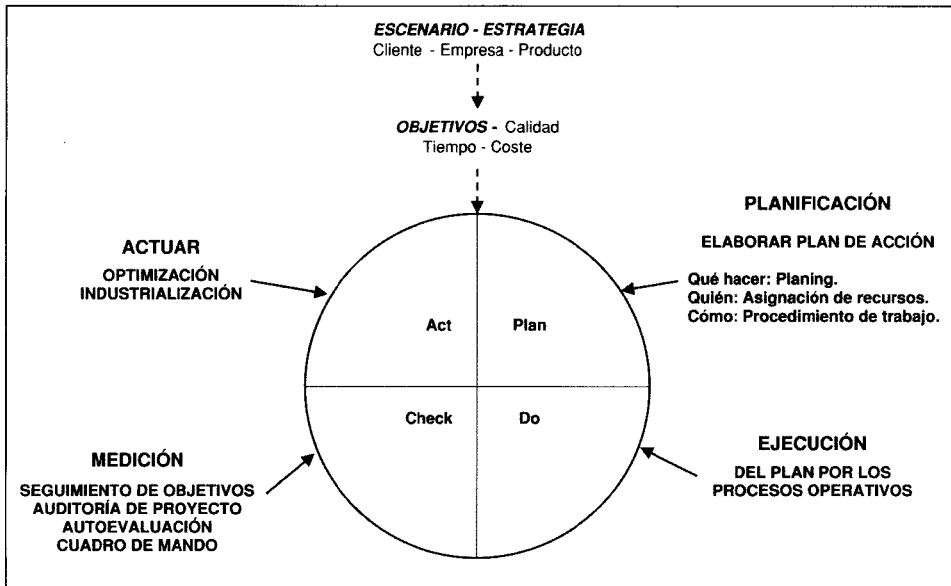 ESCENARIO - ESTRATEGIA
Cliente - Empresa - Producto
OBJETIVOS - Calidad
Tiempo - Coste
PLANIFICACIÓN
ELABORAR PLAN DE ACCIÓN
Qué hacer: Planing.
Quién: Asignación de recursos.
Cómo: Procedimiento de trabajo.
ACTUAR
OPTIMIZACIÓN
INDUSTRIALIZACIÓN
Act
Plan
Check
Do
MEDICIÓN
SEGUIMIENTO DE OBJETIVOS
AUDITORÍA DE PROYECTO
AUTOEVALUACIÓN
CUADRO DE MANDO
EJECUCIÓN
DEL PLAN POR LOS
PROCESOS OPERATIVOS